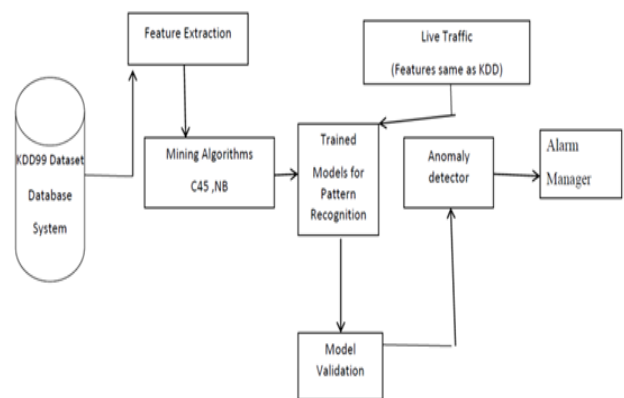 Feature Extraction
Live Traffic
(Features same as KDD)
KDD99 Dataset
Database
System
Mining Algorithms
C45 ,NB
Trained
Models for
Pattern
Recognition
Anomaly
detector
Alarm
Manager
Model
Validation